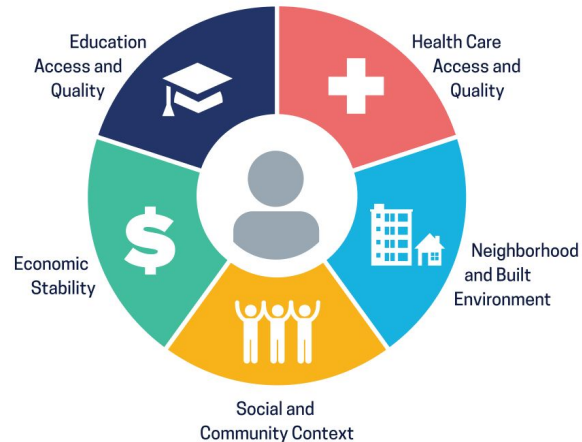 Education
Access and
Quality
Health Care
Access and
Quality
Economic
Stability
Neighborhood
and Built
Environment
Social and
Community Context